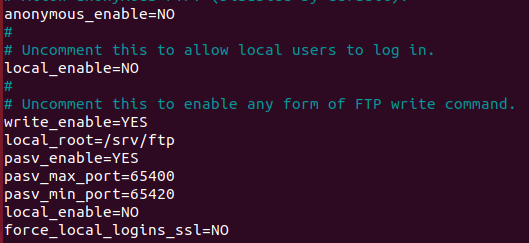 anonymous_enable=NO
#
# Uncomment this to allow local users to log in.
local_enable=NO
#
# Uncomment this to enable any form of FTP write command.
write_enable=YES
local_root=/srv/ftp
pasv_enable=YES
pasv_max_port=65400
pasv_min_port=65420
local_enable=NO
force_local_logins_ssl=NO